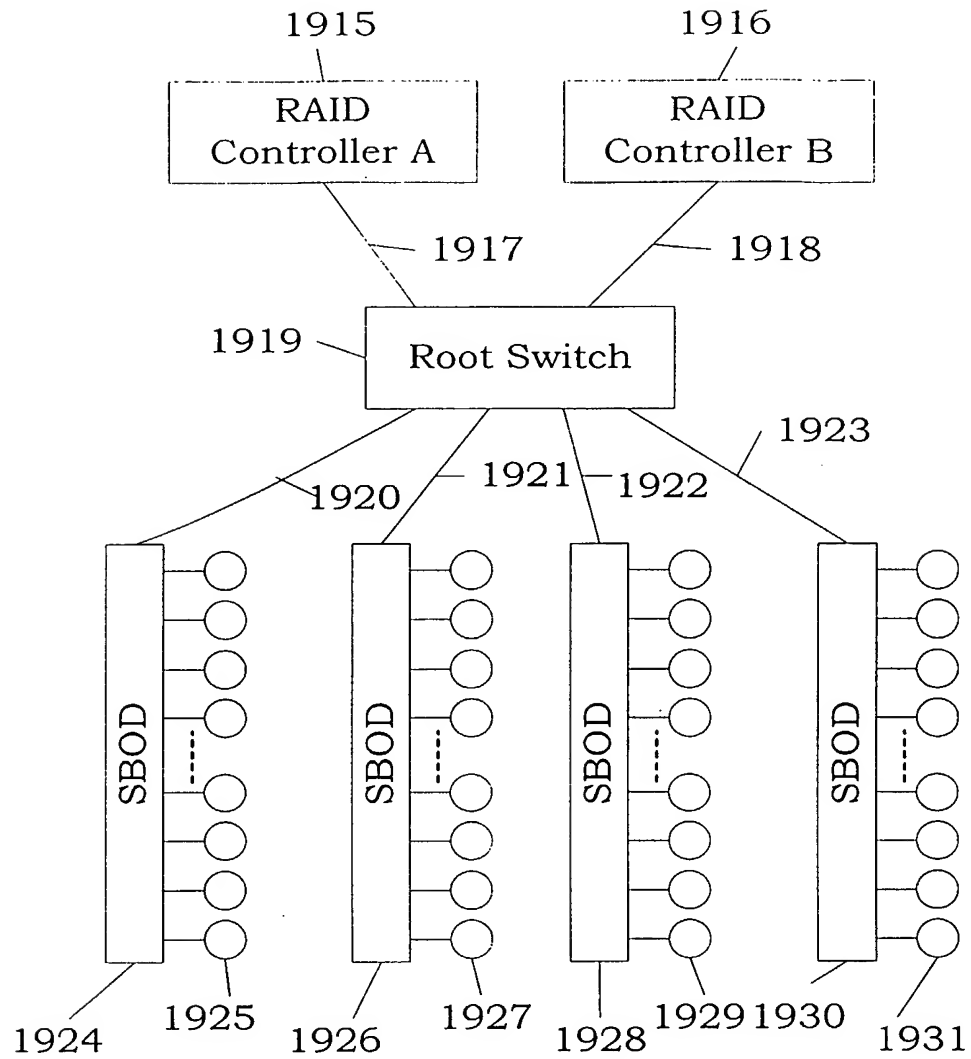 1915
1916
RAID
Controller A
RAID
Controller B
1917
1918
1919
Root Switch
1920
1921
1922
1923
SBOD
SBOD
SBOD
SBOD
1924
1925
1926
1927
1928
1929
1930
1931